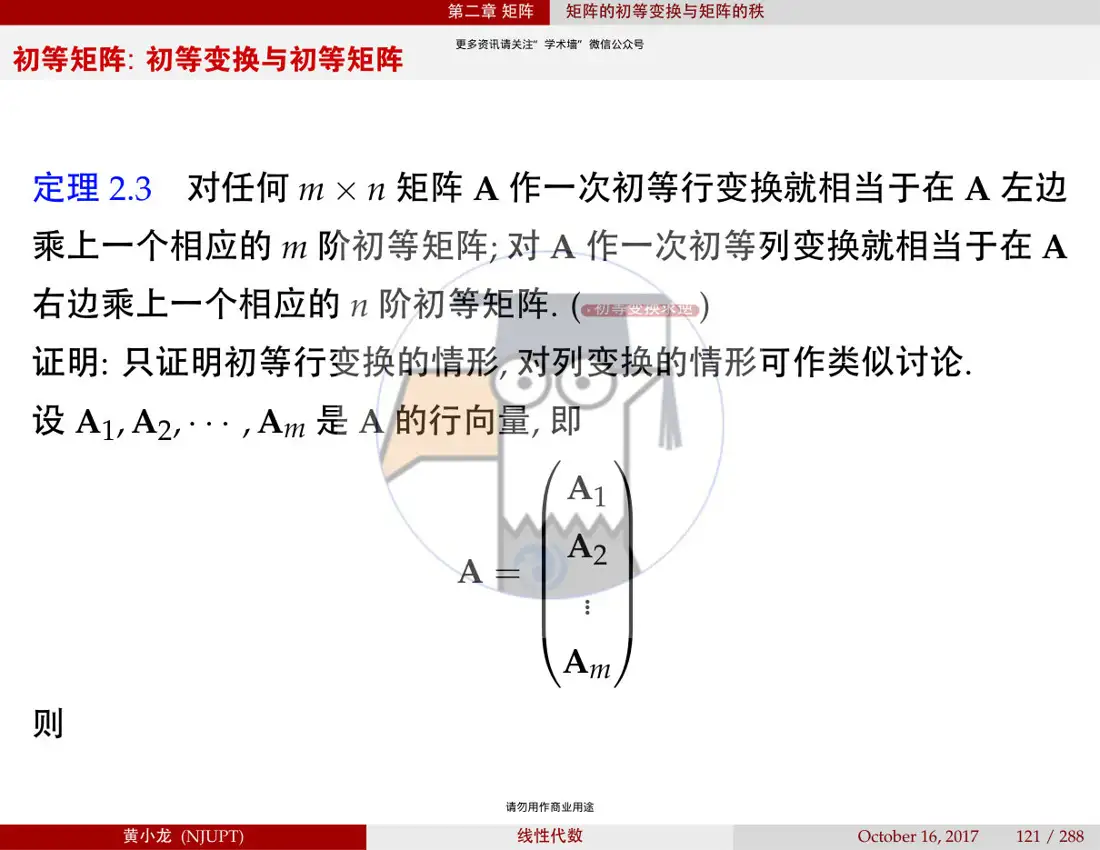 第二章 矩阵 矩阵的初等变换与矩阵的秩
更多资讯请关注“学术墙”微信公众号
初等矩阵: 初等变换与初等矩阵
定理 2.3 对任何 m × n 矩阵 A 作一次初等行变换就相当于在 A 左边
乘上一个相应的 m 阶初等矩阵; 对 A 作一次初等列变换就相当于在 A
右边乘上一个相应的 n 阶初等矩阵. (初等变换求逆)
证明: 只证明初等行变换的情形, 对列变换的情形可作类似讨论.
设 A₁, A₂, ⋯ , Aₘ 是 A 的行向量, 即
A₁
A₂
A = ⋮
Aₘ
则
请勿用作商业用途
黄小龙 (NJUPT) 线性代数 October 16, 2017 121 / 288